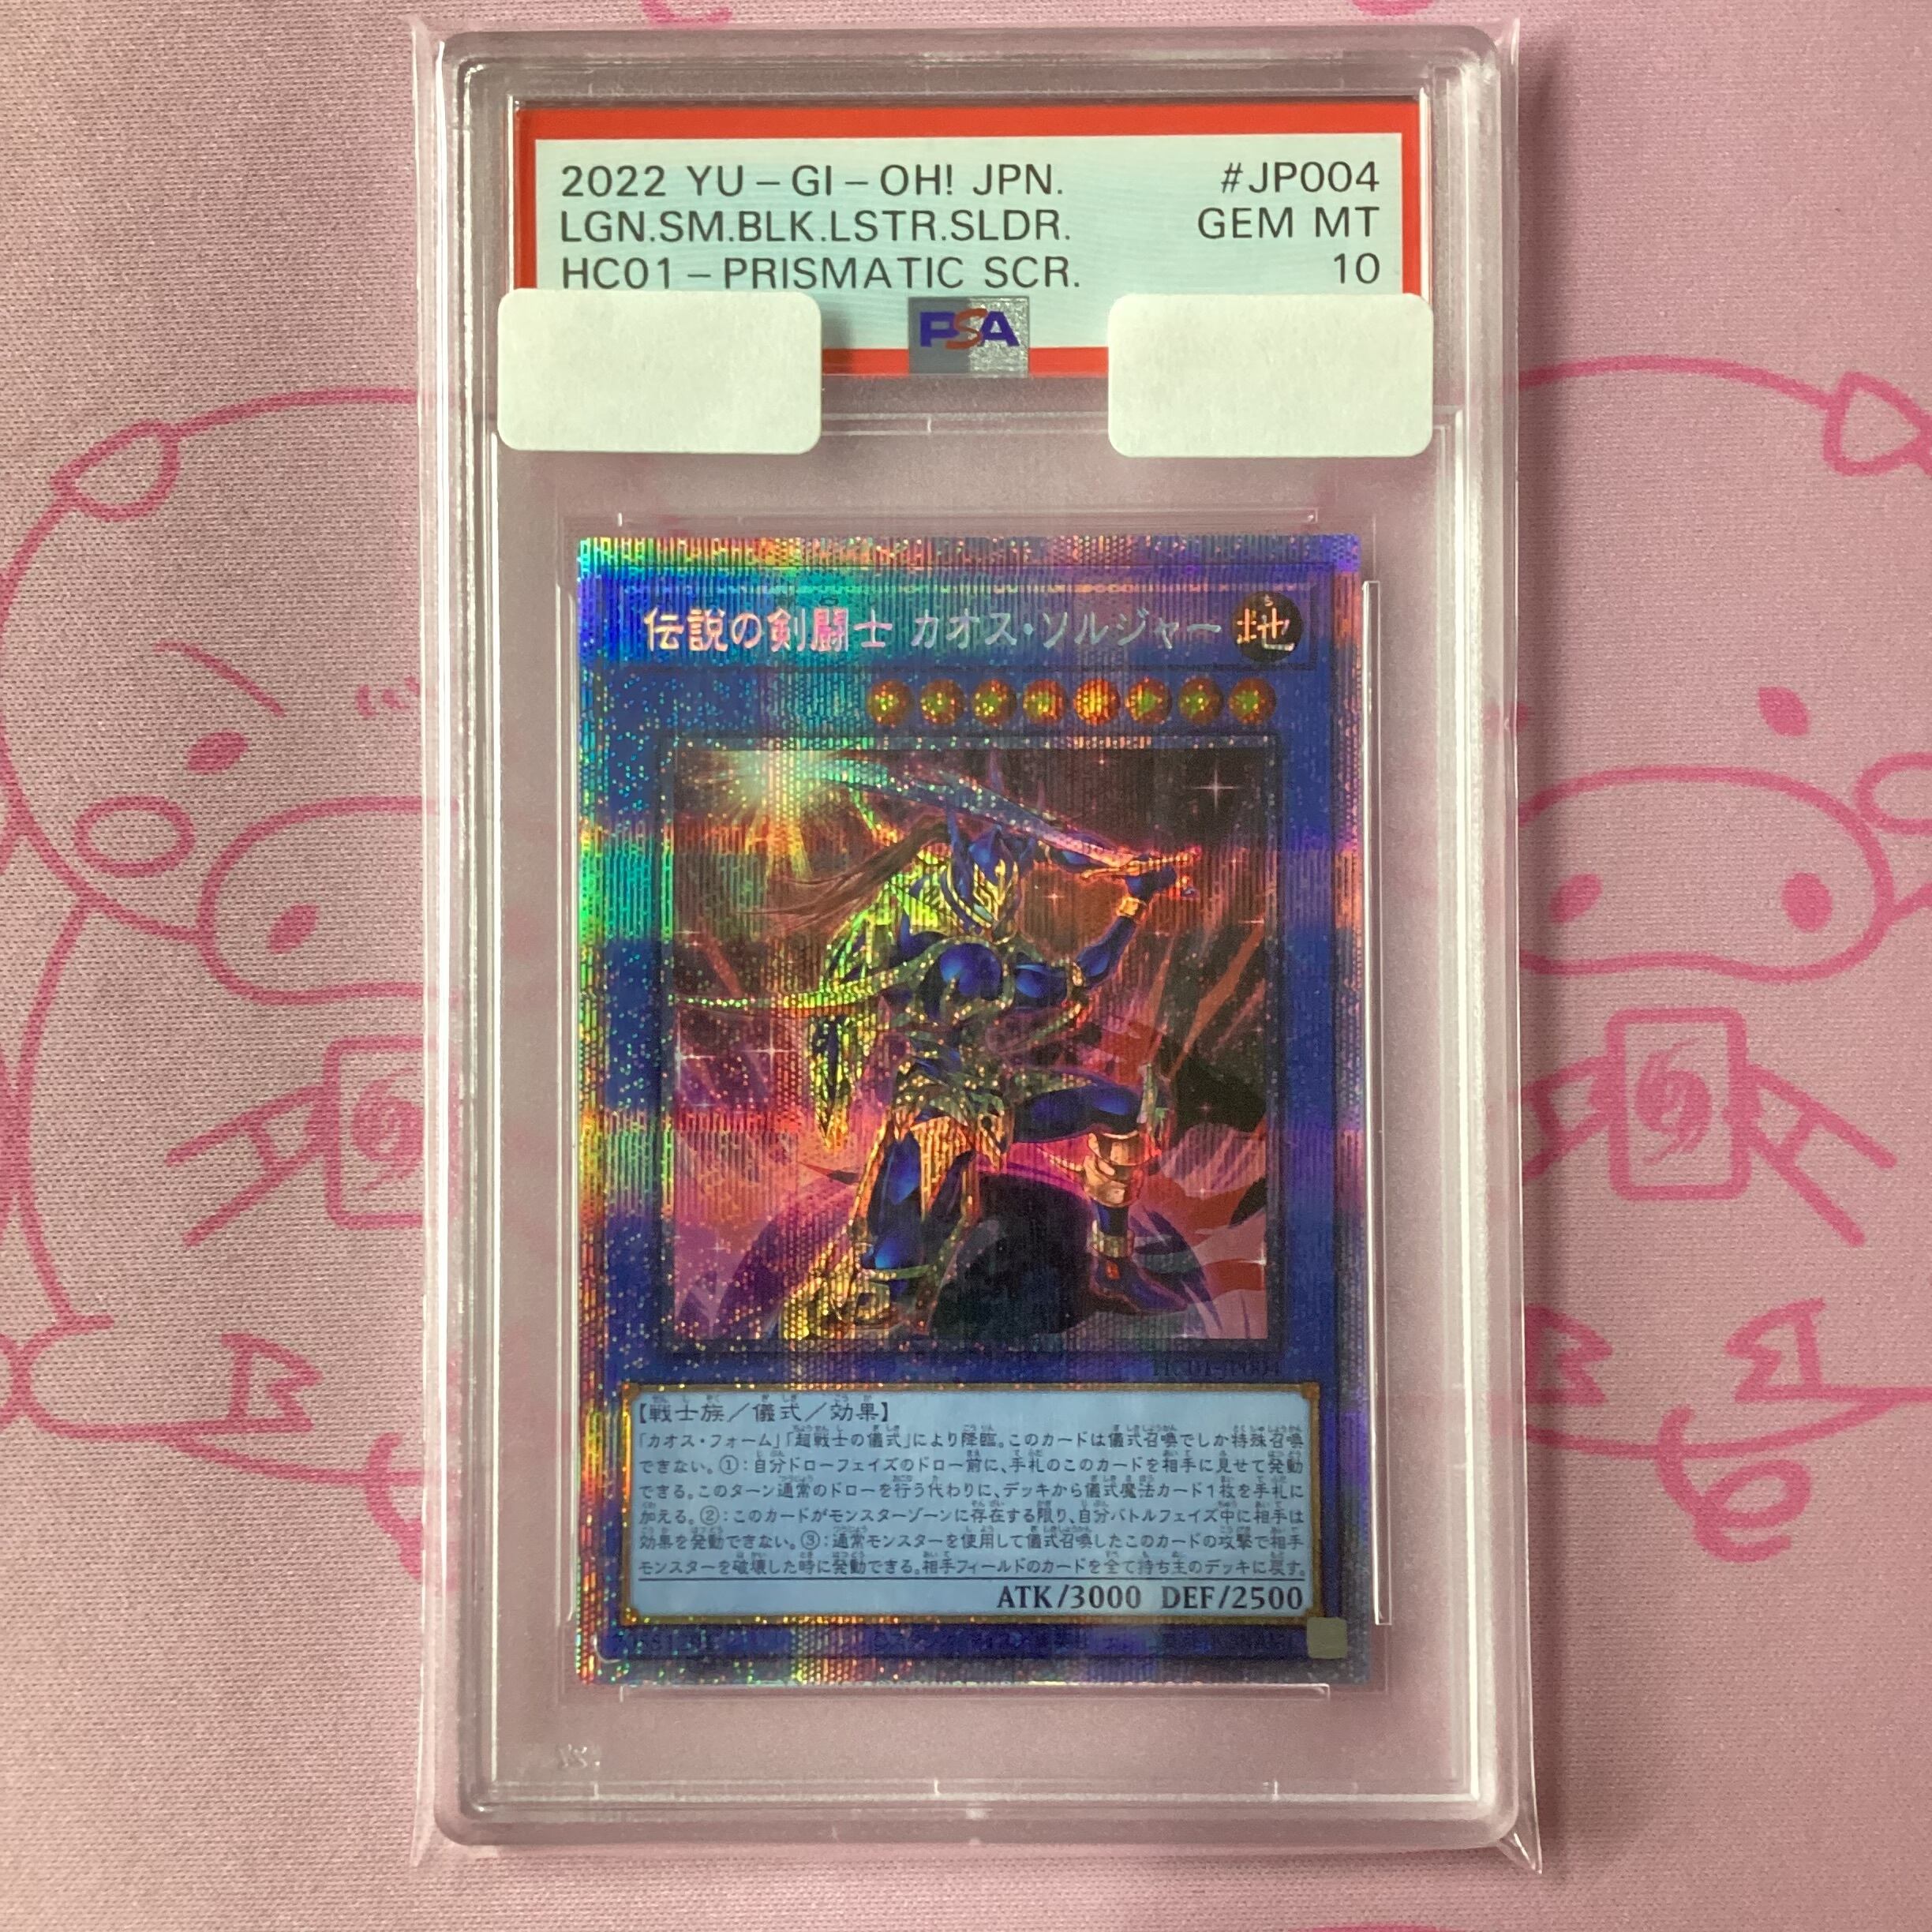 2022 YU-GI-OH! JPN. #JP004
LGN.SM.BLK.LSTR.SLDR. GEM MT
HC01-PRISMATIC SCR. 10
PSA
伝説の剣闘士 カオス・ソルジャー 地
HC01-JP004
【戦士族／儀式／効果】
「カオス・フォーム」「超戦士の儀式」により降臨。このカードは儀式召喚でしか特殊召喚
できない。①：自分ドローフェイズのドロー前に、手札のこのカードを相手に見せて発動
できる。このターン通常のドローを行う代わりに、デッキから儀式魔法カード１枚を手札に
加える。②：このカードがモンスターゾーンに存在する限り、自分バトルフェイズ中に相手は
効果を発動できない。③：通常モンスターを使用して儀式召喚したこのカードの攻撃で相手
モンスターを破壊した時に発動できる。相手フィールドのカードを全て持ち主のデッキに戻す。
ATK/3000 DEF/2500